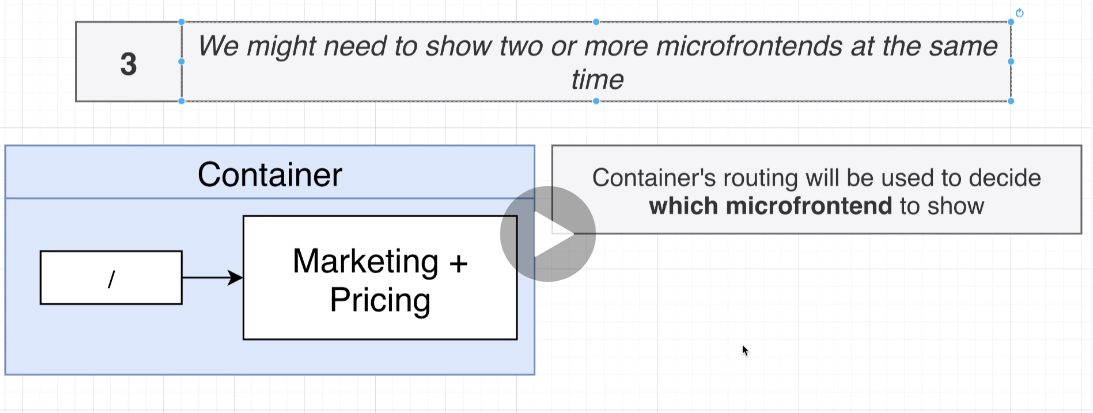 3
We might need to show two or more microfrontends at the same
time
Container
Container's routing will be used to decide
which microfrontend to show
/
Marketing +
Pricing